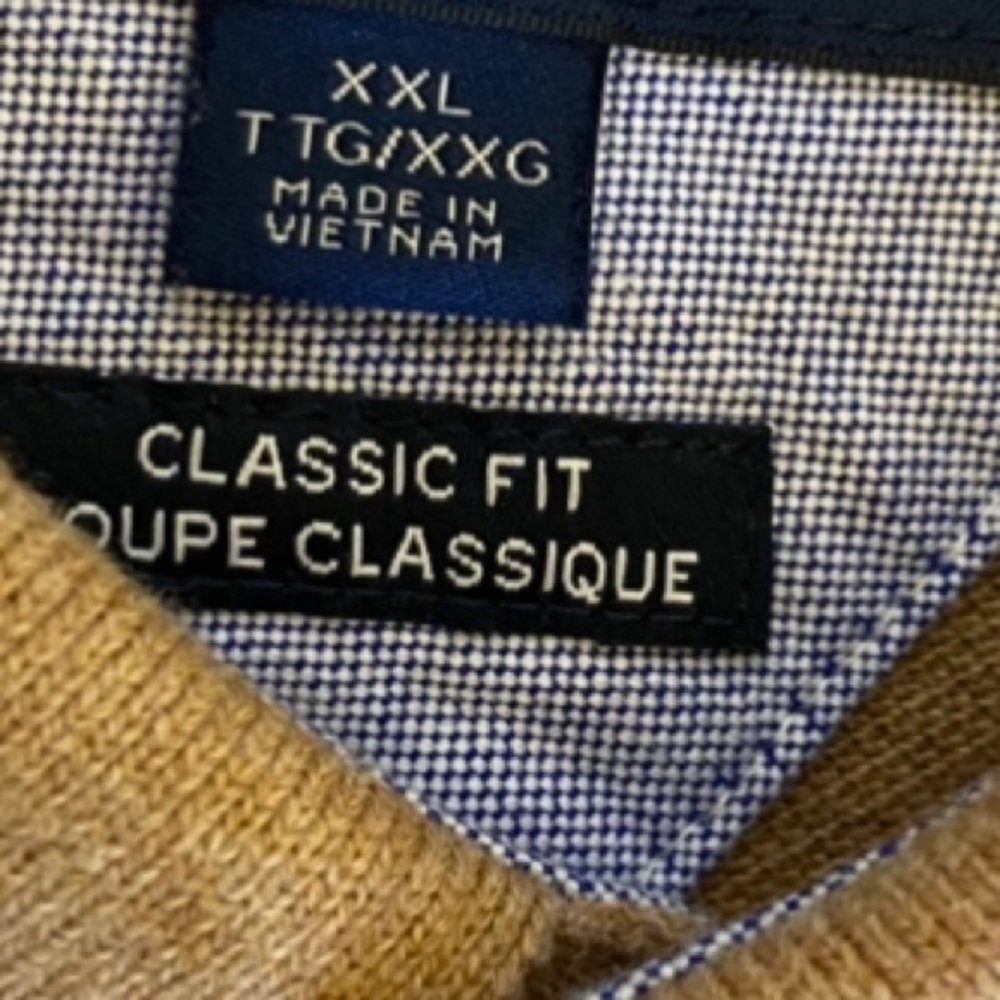 XXL
T TG/XXG
MADE IN
VIETNAM
CLASSIC FIT
OUPE CLASSIQUE